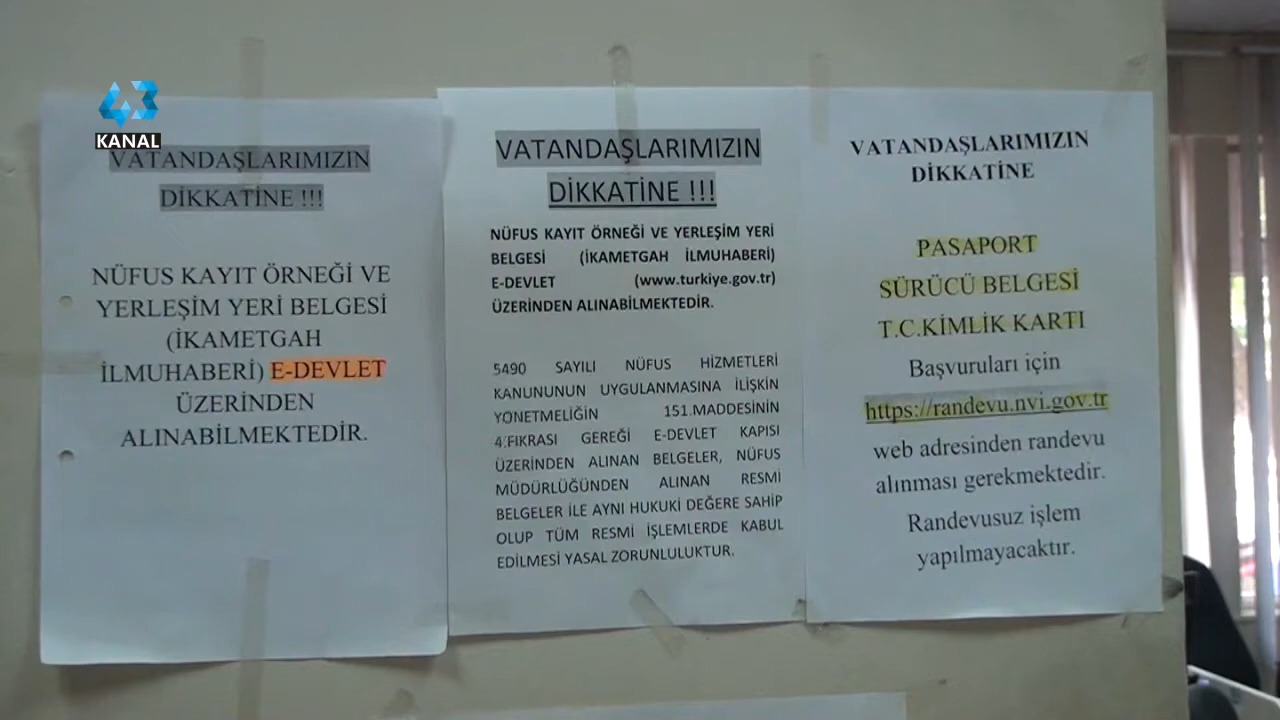 43
KANAL
VATANDAŞLARIMIZIN
DİKKATİNE !!!
NÜFUS KAYIT ÖRNEĞİ VE
YERLEŞİM YERİ BELGESİ
(İKAMETGAH
İLMUHABERİ) E-DEVLET
ÜZERİNDEN
ALINABİLMEKTEDİR.
VATANDAŞLARIMIZIN
DİKKATİNE !!!
NÜFUS KAYIT ÖRNEĞİ VE YERLEŞİM YERİ
BELGESİ (İKAMETGAH İLMUHABERİ)
E-DEVLET (www.turkiye.gov.tr)
ÜZERİNDEN ALINABİLMEKTEDİR.
5490 SAYILI NÜFUS HİZMETLERİ
KANUNUNUN UYGULANMASINA İLİŞKİN
YÖNETMELİĞİN 151.MADDESİNİN
4.FIKRASI GEREĞİ E-DEVLET KAPISI
ÜZERİNDEN ALINAN BELGELER, NÜFUS
MÜDÜRLÜĞÜNDEN ALINAN RESMİ
BELGELER İLE AYNI HUKUKİ DEĞERE SAHİP
OLUP TÜM RESMİ İŞLEMLERDE KABUL
EDİLMESİ YASAL ZORUNLULUKTUR.
VATANDAŞLARIMIZIN
DİKKATİNE
PASAPORT
SÜRÜCÜ BELGESİ
T.C.KİMLİK KARTI
Başvuruları için
https://randevu.nvi.gov.tr
web adresinden randevu
alınması gerekmektedir.
Randevusuz işlem
yapılmayacaktır.